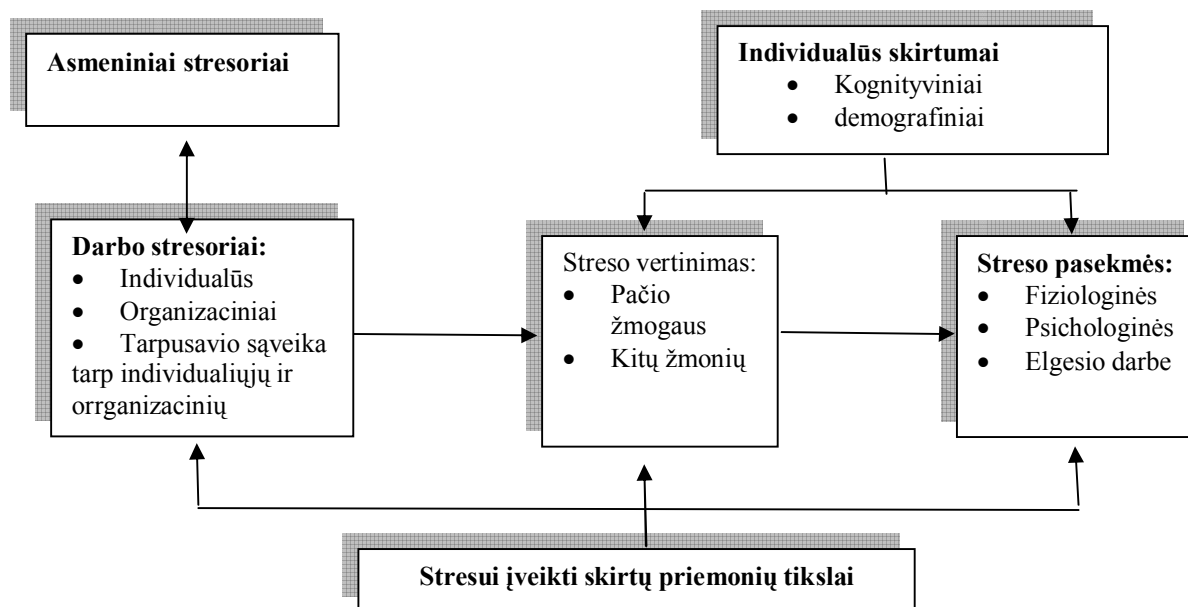 Asmeniniai stresoriai
Individualūs skirtumai
• Kognityviniai
• demografiniai
Darbo stresoriai:
• Individualūs
• Organizaciniai
• Tarpusavio sąveika
tarp individualiųjų ir
orrganizacinių
Streso vertinimas:
• Pačio
žmogaus
• Kitų žmonių
Streso pasekmės:
• Fiziologinės
• Psichologinės
• Elgesio darbe
Stresui įveikti skirtų priemonių tikslai